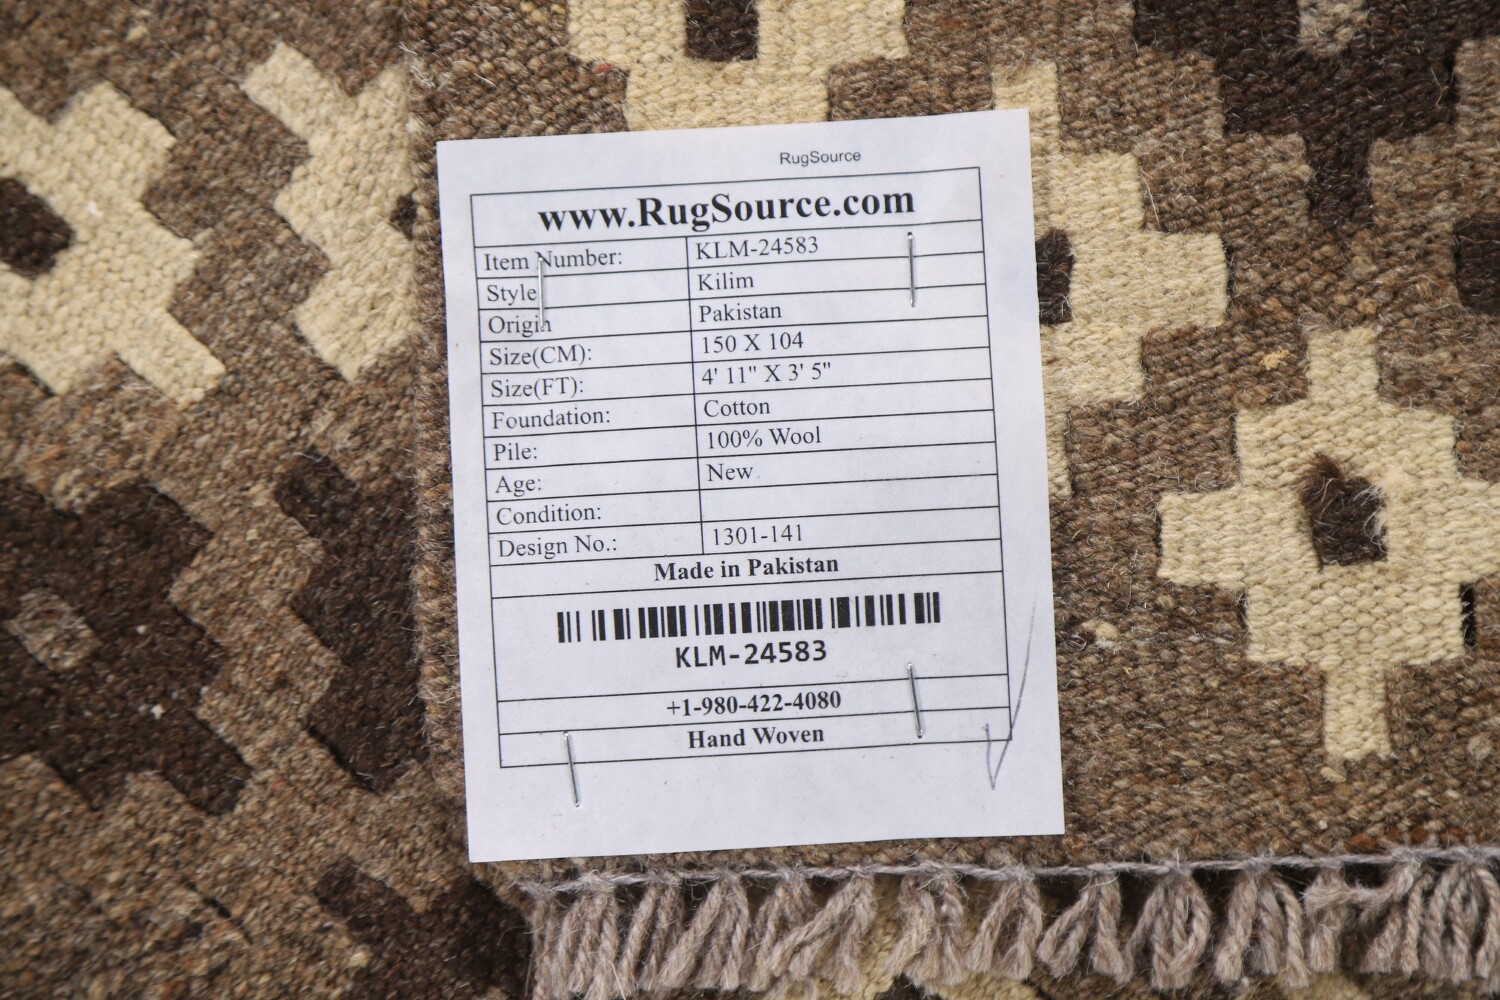 RugSource
www.RugSource.com
Item Number: KLM-24583
Style Kilim
Origin Pakistan
Size(CM): 150 X 104
Size(FT): 4' 11" X 3' 5"
Foundation: Cotton
Pile: 100% Wool
Age: New
Condition:
Design No.: 1301-141
Made in Pakistan
KLM-24583
+1-980-422-4080
Hand Woven